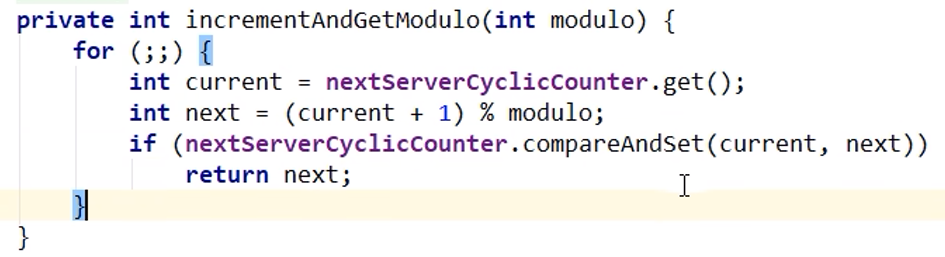 private int incrementAndGetModulo(int modulo) {
    for (;;) {
        int current = nextServerCyclicCounter.get();
        int next = (current + 1) % modulo;
        if (nextServerCyclicCounter.compareAndSet(current, next))
            return next;
    }
}